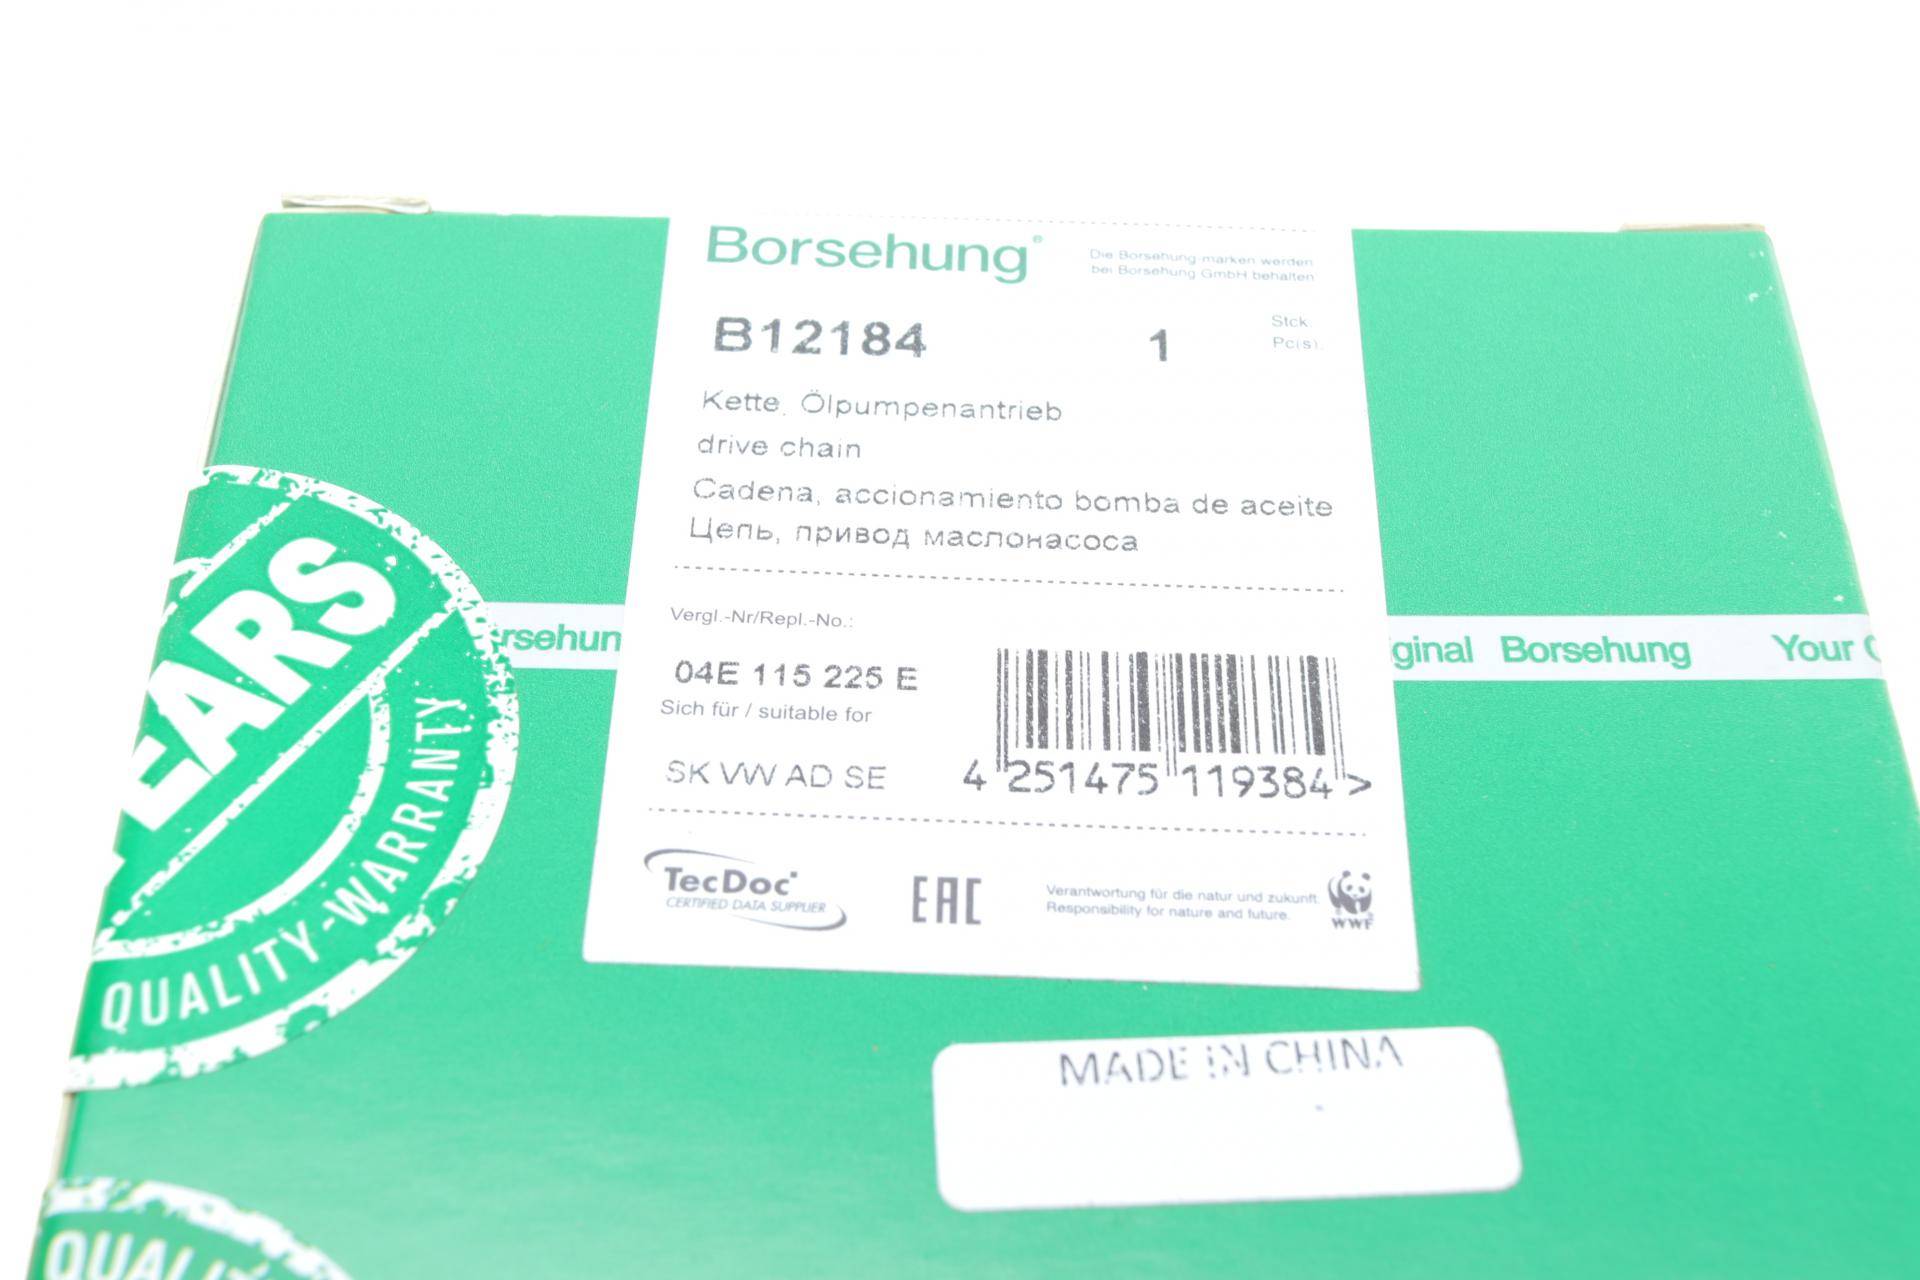 Borsehung®
Die Borsehung marken werden
bei Borsehung GmbH behalten
B12184
1
Stck.
Pc(s).
Kette, Ölpumpenantrieb
drive chain
Cadena, accionamiento bomba de aceite
Цепь, привод маслонасоса
Vergl.-Nr/Repl.-No.:
04E 115 225 E
Sich für / suitable for
SK VW AD SE
4 251475 119384 >
TecDoc
CERTIFIED DATA SUPPLIER
EAC
Verantwortung für die natur und zukunft.
Responsibility for nature and future.
WWF
rsehun
ginal Borsehung Your
EARS
QUALITY-WARRANTY
MADE IN CHINA
QUALIT